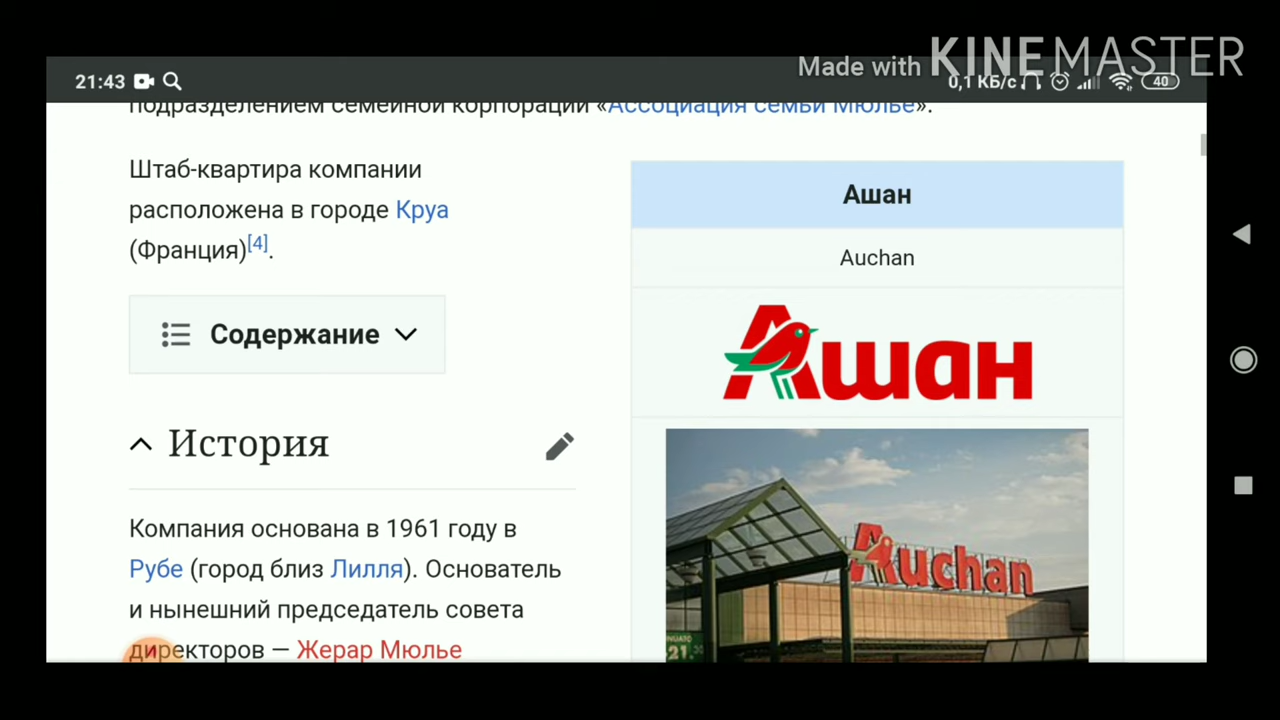 Made with KINEMASTER
21:43
0,1 КБ/с
40
подразделением семейной корпорации «Ассоциация семьи Мюлье».
Штаб-квартира компании
расположена в городе Круа
(Франция)[4].
Содержание
История
Компания основана в 1961 году в
Рубе (город близ Лилля). Основатель
и нынешний председатель совета
директоров — Жерар Мюлье
Ашан
Auchan
Ашан
Auchan
21.30